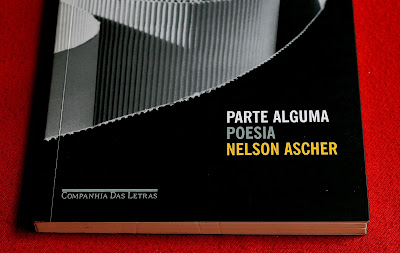 PARTE ALGUMA
POESIA
NELSON ASCHER
COMPANHIA DAS LETRAS